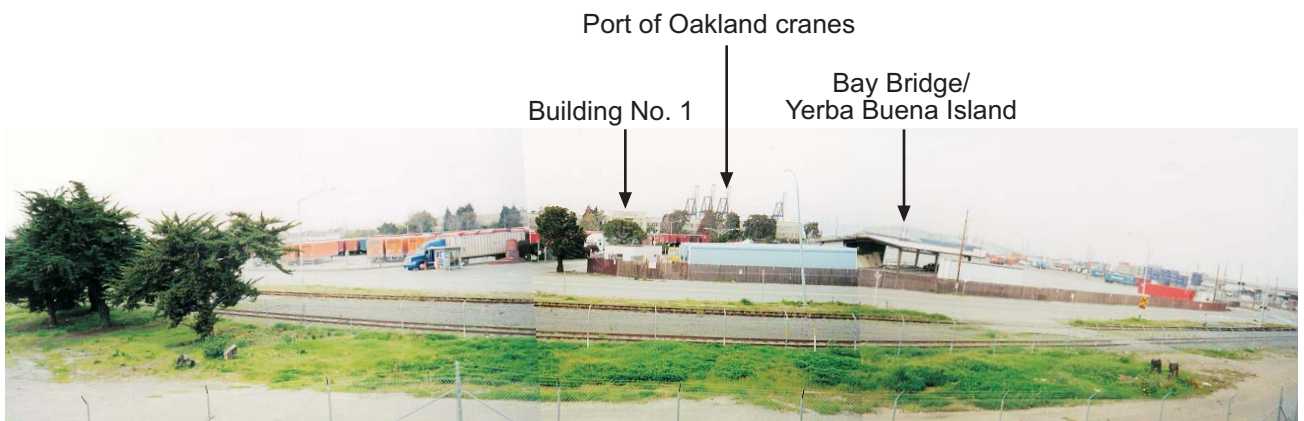 Port of Oakland cranes
Building No. 1
Bay Bridge/
Yerba Buena Island